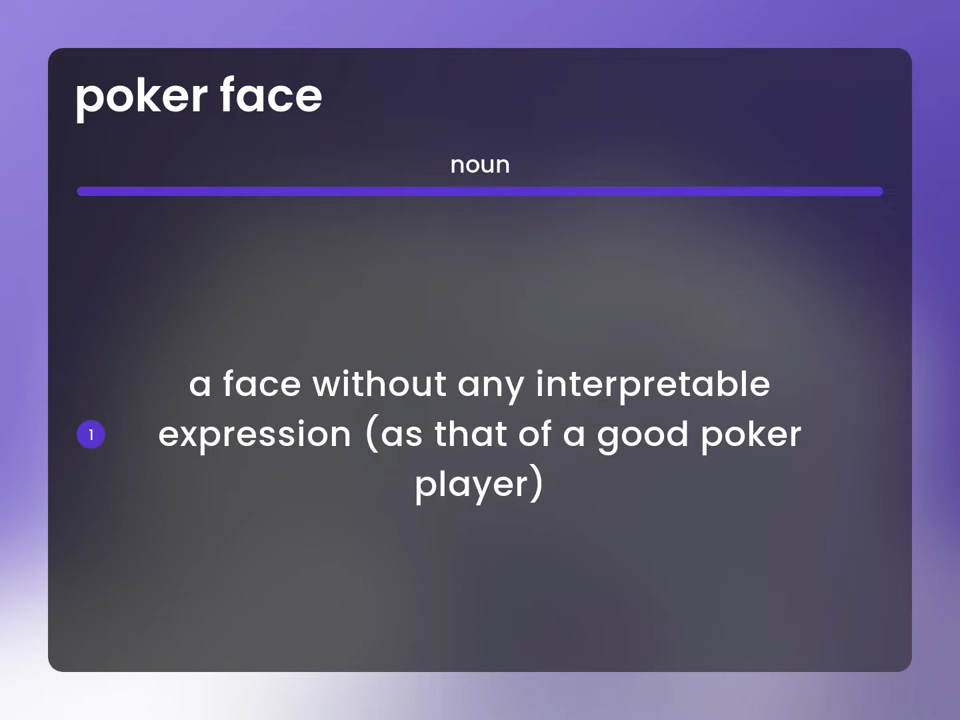 poker face
noun
a face without any interpretable
1
expression (as that of a good poker
player)